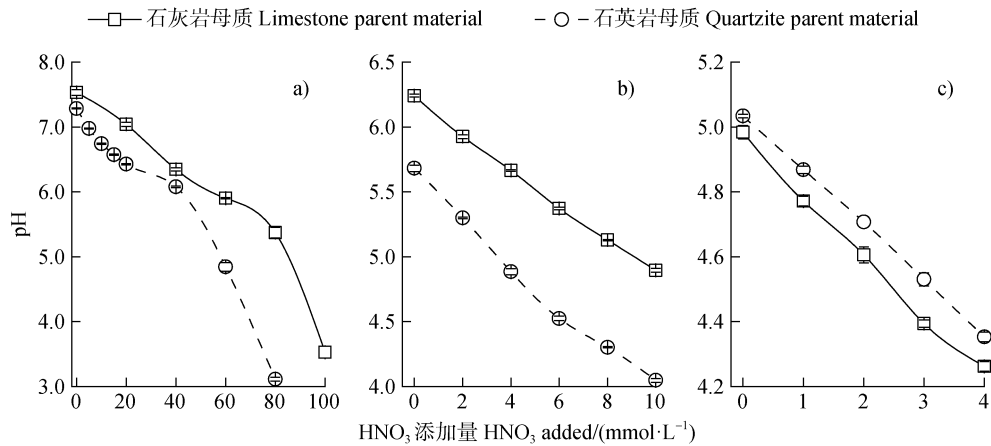 石灰岩母质 Limestone parent material 石英岩母质 Quartzite parent material
a) b) c)
pH
8.0
7.0
6.0
5.0
4.0
3.0
0 20 40 60 80 100
6.5
6.0
5.5
5.0
4.5
4.0
0 2 4 6 8 10
5.2
5.0
4.8
4.6
4.4
4.2
0 1 2 3 4
HNO₃添加量 HNO₃ added/(mmol·L⁻¹)